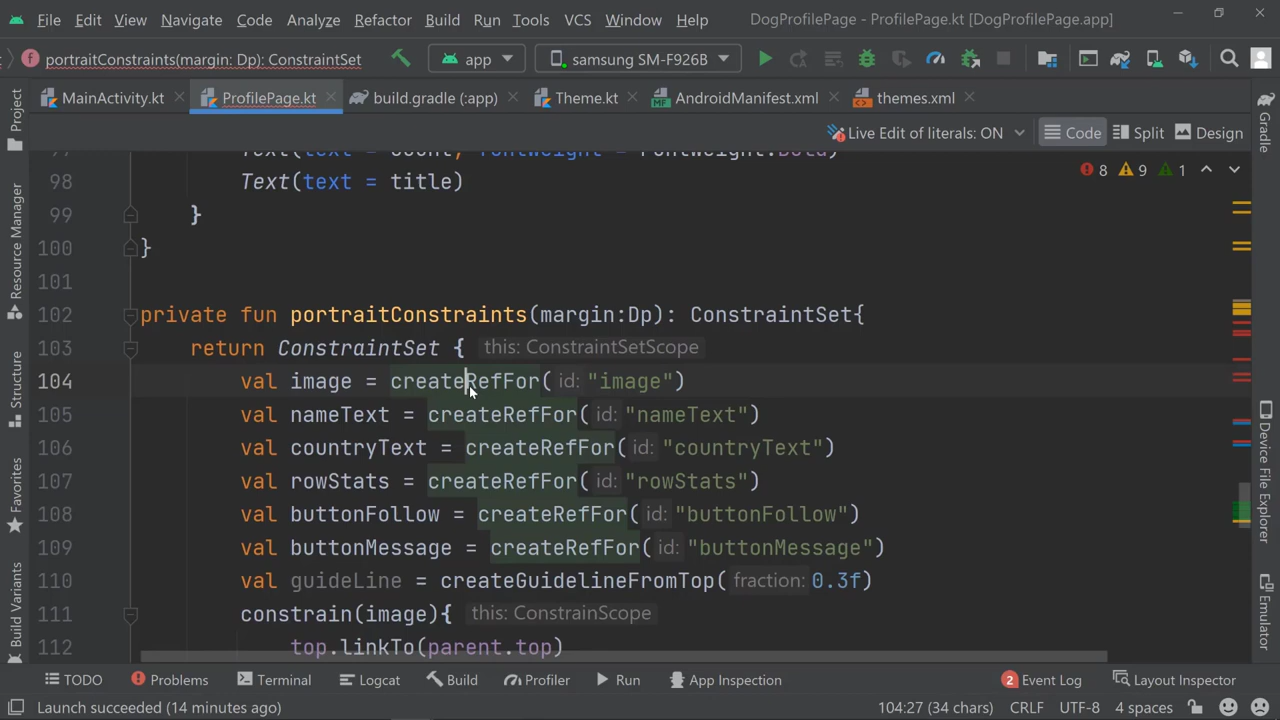 File Edit View Navigate Code Analyze Refactor Build Run Tools VCS Window Help DogProfilePage - ProfilePage.kt [DogProfilePage.app]
portraitConstraints(margin: Dp): ConstraintSet app samsung SM-F926B
MainActivity.kt ProfilePage.kt build.gradle (:app) Theme.kt AndroidManifest.xml themes.xml
Live Edit of literals: ON Code Split Design
8 9 1
98 Text(text = title)
99 }
100 }
101
102 private fun portraitConstraints(margin:Dp): ConstraintSet{
103 return ConstraintSet { this: ConstraintSetScope
104 val image = createRefFor( id: "image")
105 val nameText = createRefFor( id: "nameText")
106 val countryText = createRefFor( id: "countryText")
107 val rowStats = createRefFor( id: "rowStats")
108 val buttonFollow = createRefFor( id: "buttonFollow")
109 val buttonMessage = createRefFor( id: "buttonMessage")
110 val guideLine = createGuidelineFromTop( fraction: 0.3f)
111 constrain(image){ this: ConstrainScope
112 top.linkTo(parent.top)
Project
Resource Manager
Structure
Favorites
Build Variants
Gradle
Device File Explorer
Emulator
TODO Problems Terminal Logcat Build Profiler Run App Inspection 2 Event Log Layout Inspector
Launch succeeded (14 minutes ago) 104:27 (34 chars) CRLF UTF-8 4 spaces